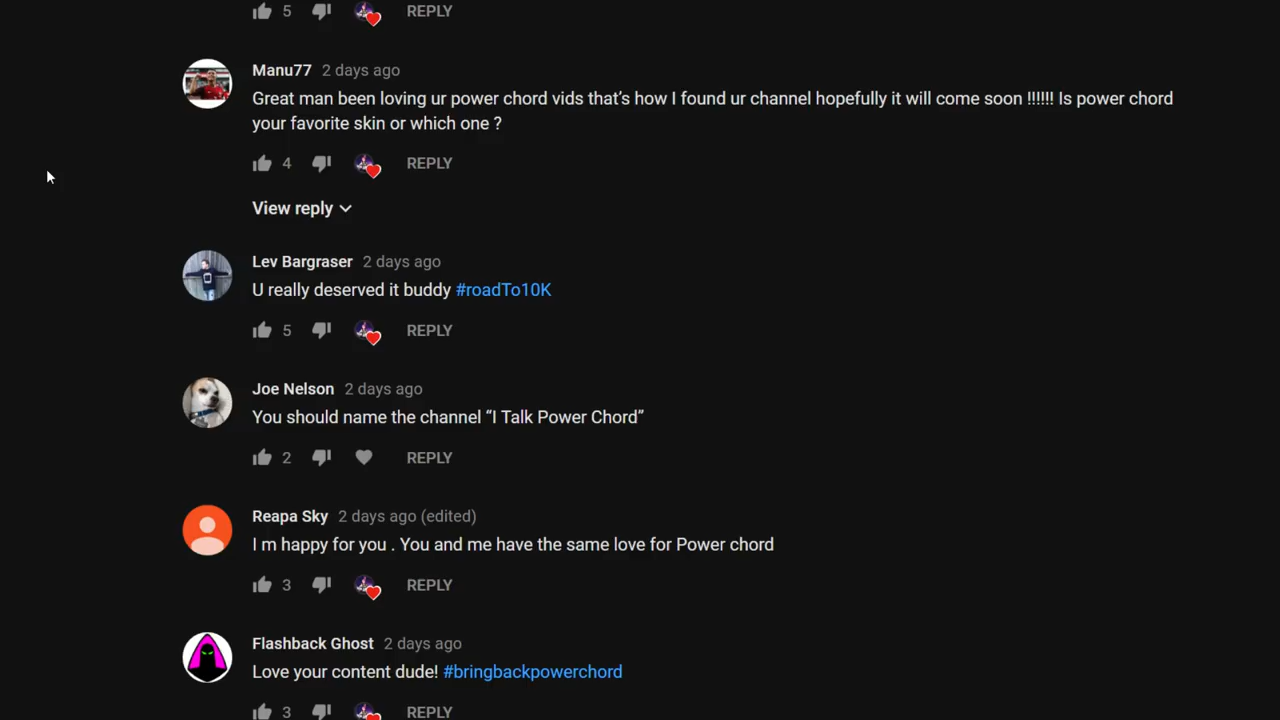 5 REPLY
Manu77 2 days ago
Great man been loving ur power chord vids that's how I found ur channel hopefully it will come soon !!!!!! Is power chord
your favorite skin or which one ?
4 REPLY
View reply
Lev Bargraser 2 days ago
U really deserved it buddy #roadTo10K
5 REPLY
Joe Nelson 2 days ago
You should name the channel “I Talk Power Chord”
2 REPLY
Reapa Sky 2 days ago (edited)
I m happy for you . You and me have the same love for Power chord
3 REPLY
Flashback Ghost 2 days ago
Love your content dude! #bringbackpowerchord
3 REPLY